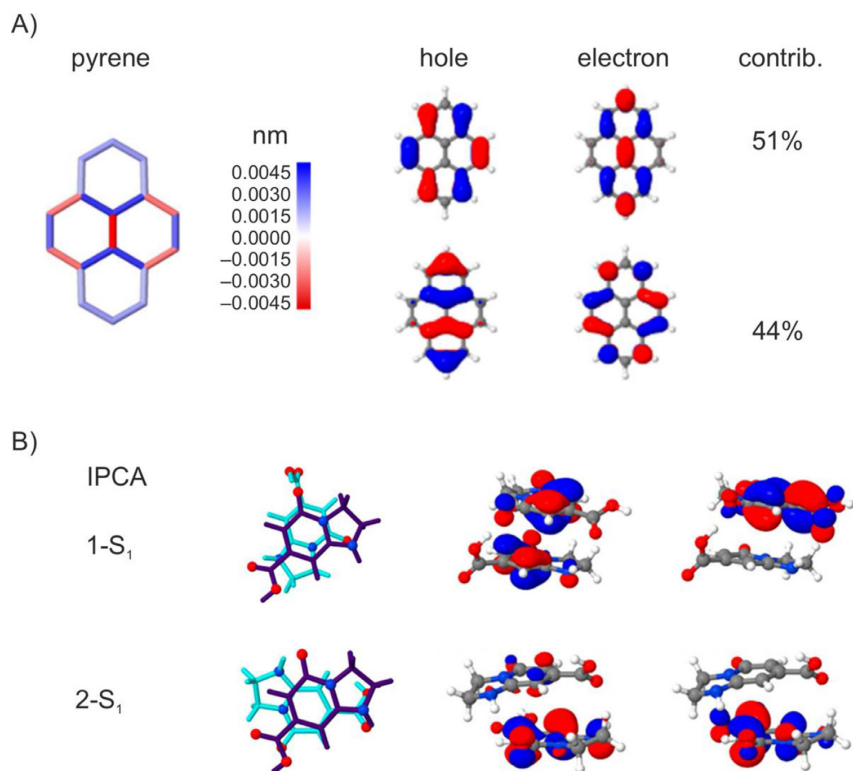 A)
pyrene hole electron contrib.
nm
0.0045
0.0030
0.0015
0.0000
–0.0015
–0.0030
–0.0045
51%
44%
B)
IPCA
1-S₁
2-S₁